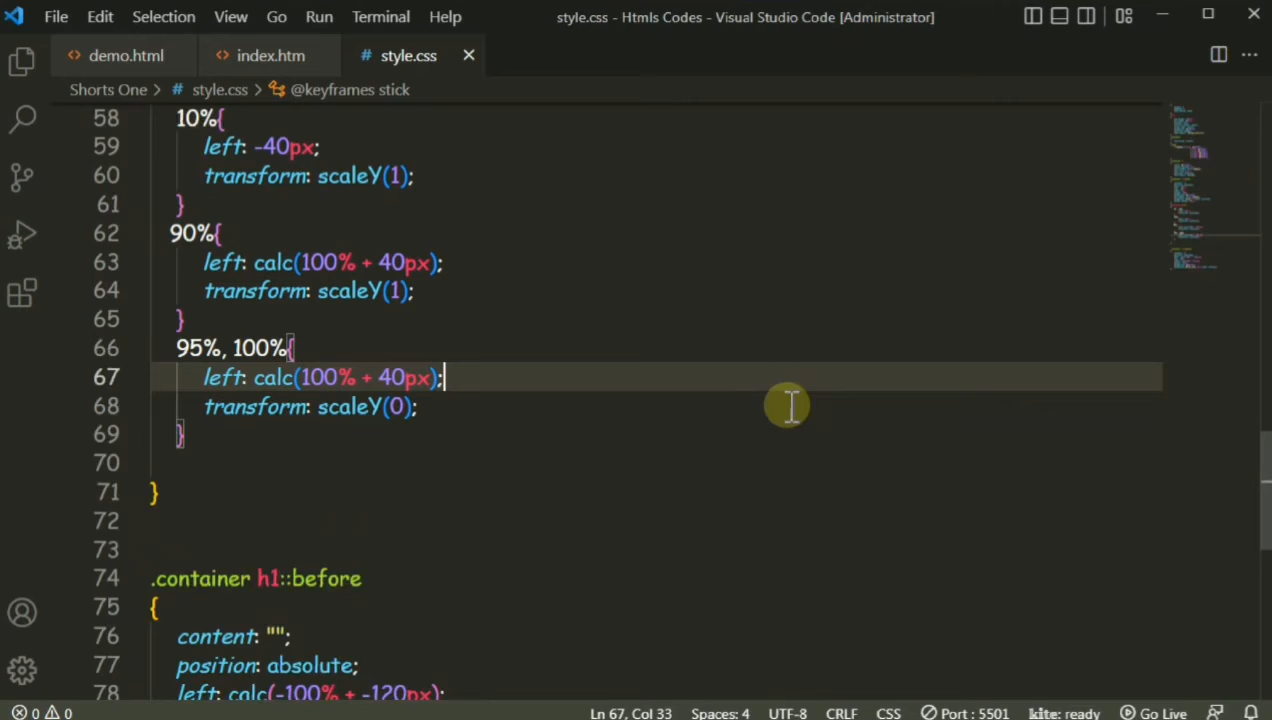 File Edit Selection View Go Run Terminal Help style.css - Htmls Codes - Visual Studio Code [Administrator]
<> demo.html <> index.htm # style.css ×
Shorts One > # style.css > @keyframes stick
58 10%{
59 left: -40px;
60 transform: scaleY(1);
61 }
62 90%{
63 left: calc(100% + 40px);
64 transform: scaleY(1);
65 }
66 95%, 100%{
67 left: calc(100% + 40px);
68 transform: scaleY(0);
69 }
70
71 }
72
73
74 .container h1::before
75 {
76 content: "";
77 position: absolute;
78 left: calc(-100% + -120px);
0 0 Ln 67, Col 33 Spaces: 4 UTF-8 CRLF CSS Port : 5501 kite: ready Go Live